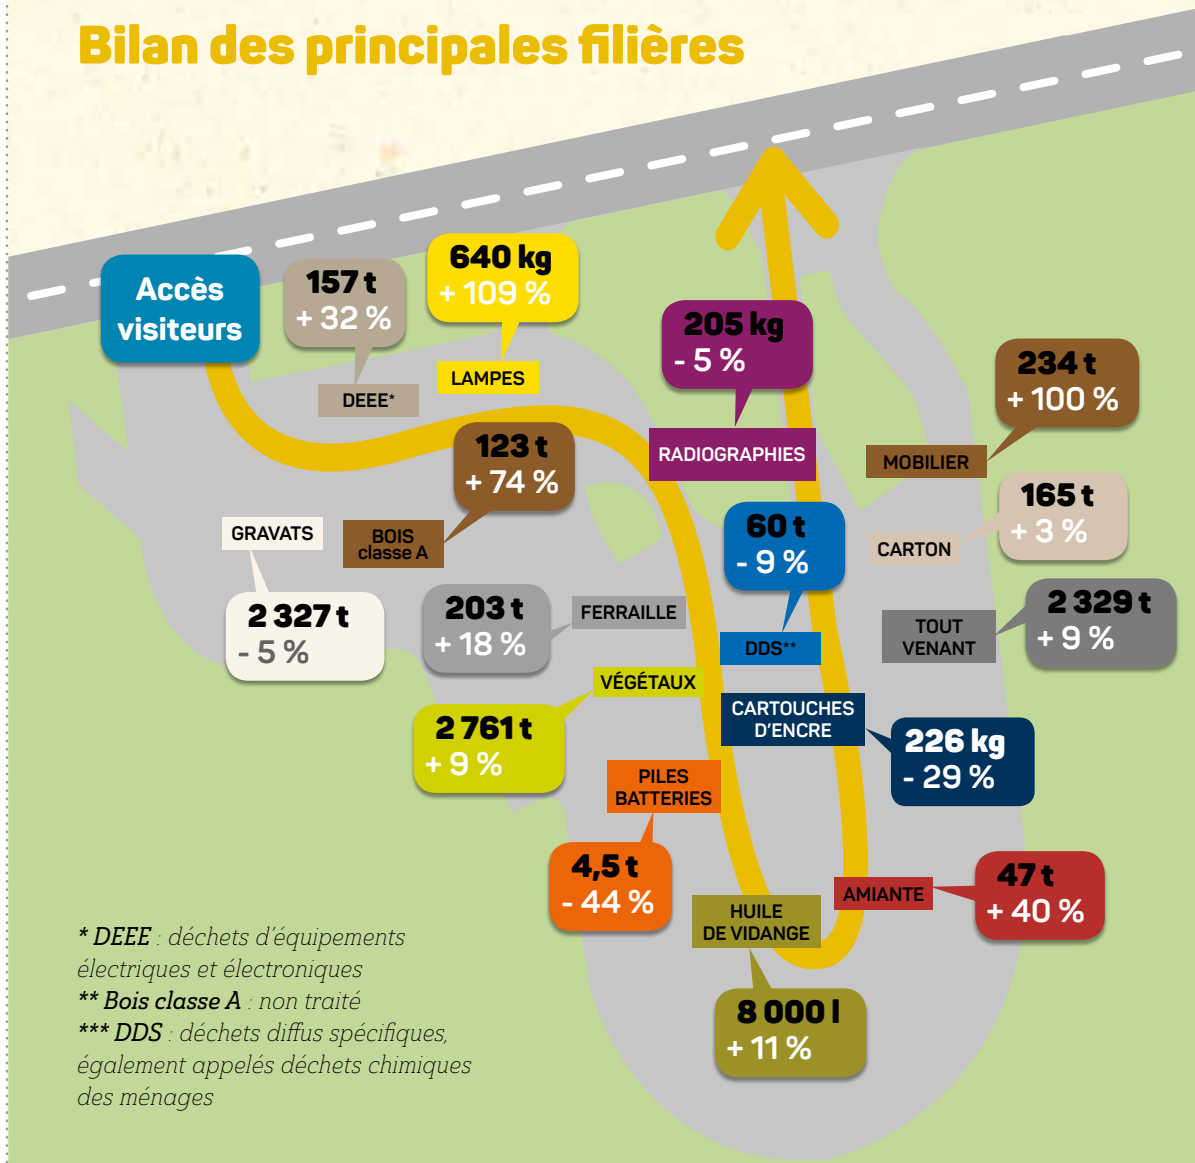 Bilan des principales filières
Accès
visiteurs
157 t
+ 32 %
DEEE*
640 kg
+ 109 %
LAMPES
205 kg
- 5 %
RADIOGRAPHIES
234 t
+ 100 %
MOBILIER
123 t
+ 74 %
BOIS
classe A
GRAVATS
2 327 t
- 5 %
165 t
+ 3 %
CARTON
60 t
- 9 %
DDS**
203 t
+ 18 %
FERRAILLE
2 329 t
+ 9 %
TOUT
VENANT
VÉGÉTAUX
2 761 t
+ 9 %
CARTOUCHES
D'ENCRE
226 kg
- 29 %
PILES
BATTERIES
4,5 t
- 44 %
AMIANTE
47 t
+ 40 %
HUILE
DE VIDANGE
8 000 l
+ 11 %
* DEEE : déchets d'équipements
électriques et électroniques
** Bois classe A : non traité
*** DDS : déchets diffus spécifiques,
également appelés déchets chimiques
des ménages